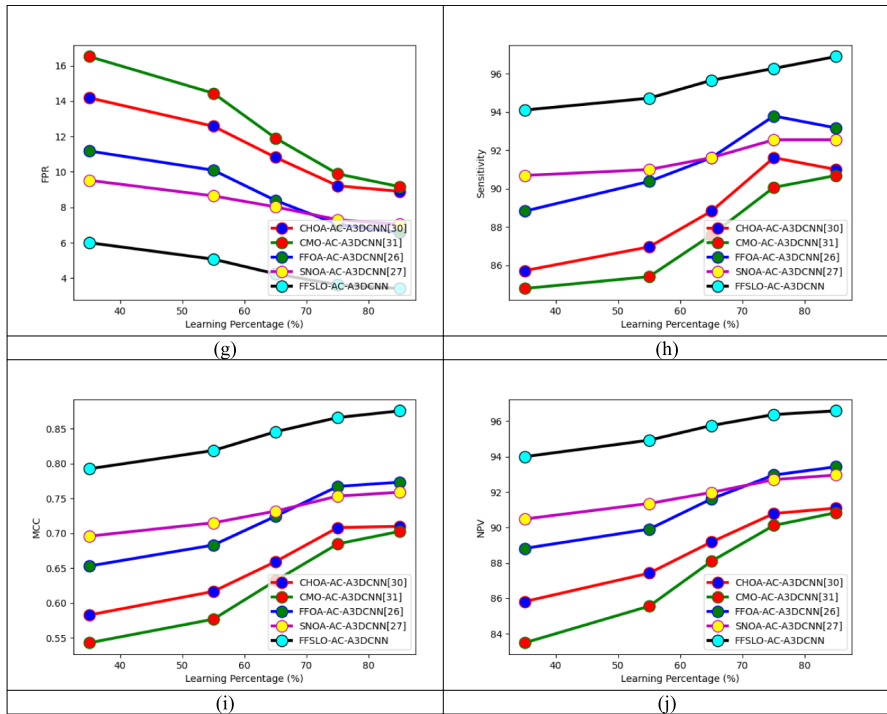 16
14
12
10
8
6
4
FPR
40
50
60
70
80
Learning Percentage (%)
CHOA-AC-A3DCNN[30]
CMO-AC-A3DCNN[31]
FFOA-AC-A3DCNN[26]
SNOA-AC-A3DCNN[27]
FFSLO-AC-A3DCNN
(g)
96
94
92
90
88
86
Sensitivity
40
50
60
70
80
Learning Percentage (%)
CHOA-AC-A3DCNN[30]
CMO-AC-A3DCNN[31]
FFOA-AC-A3DCNN[26]
SNOA-AC-A3DCNN[27]
FFSLO-AC-A3DCNN
(h)
0.85
0.80
0.75
0.70
0.65
0.60
0.55
MCC
40
50
60
70
80
Learning Percentage (%)
CHOA-AC-A3DCNN[30]
CMO-AC-A3DCNN[31]
FFOA-AC-A3DCNN[26]
SNOA-AC-A3DCNN[27]
FFSLO-AC-A3DCNN
(i)
96
94
92
90
88
86
84
NPV
40
50
60
70
80
Learning Percentage (%)
CHOA-AC-A3DCNN[30]
CMO-AC-A3DCNN[31]
FFOA-AC-A3DCNN[26]
SNOA-AC-A3DCNN[27]
FFSLO-AC-A3DCNN
(j)